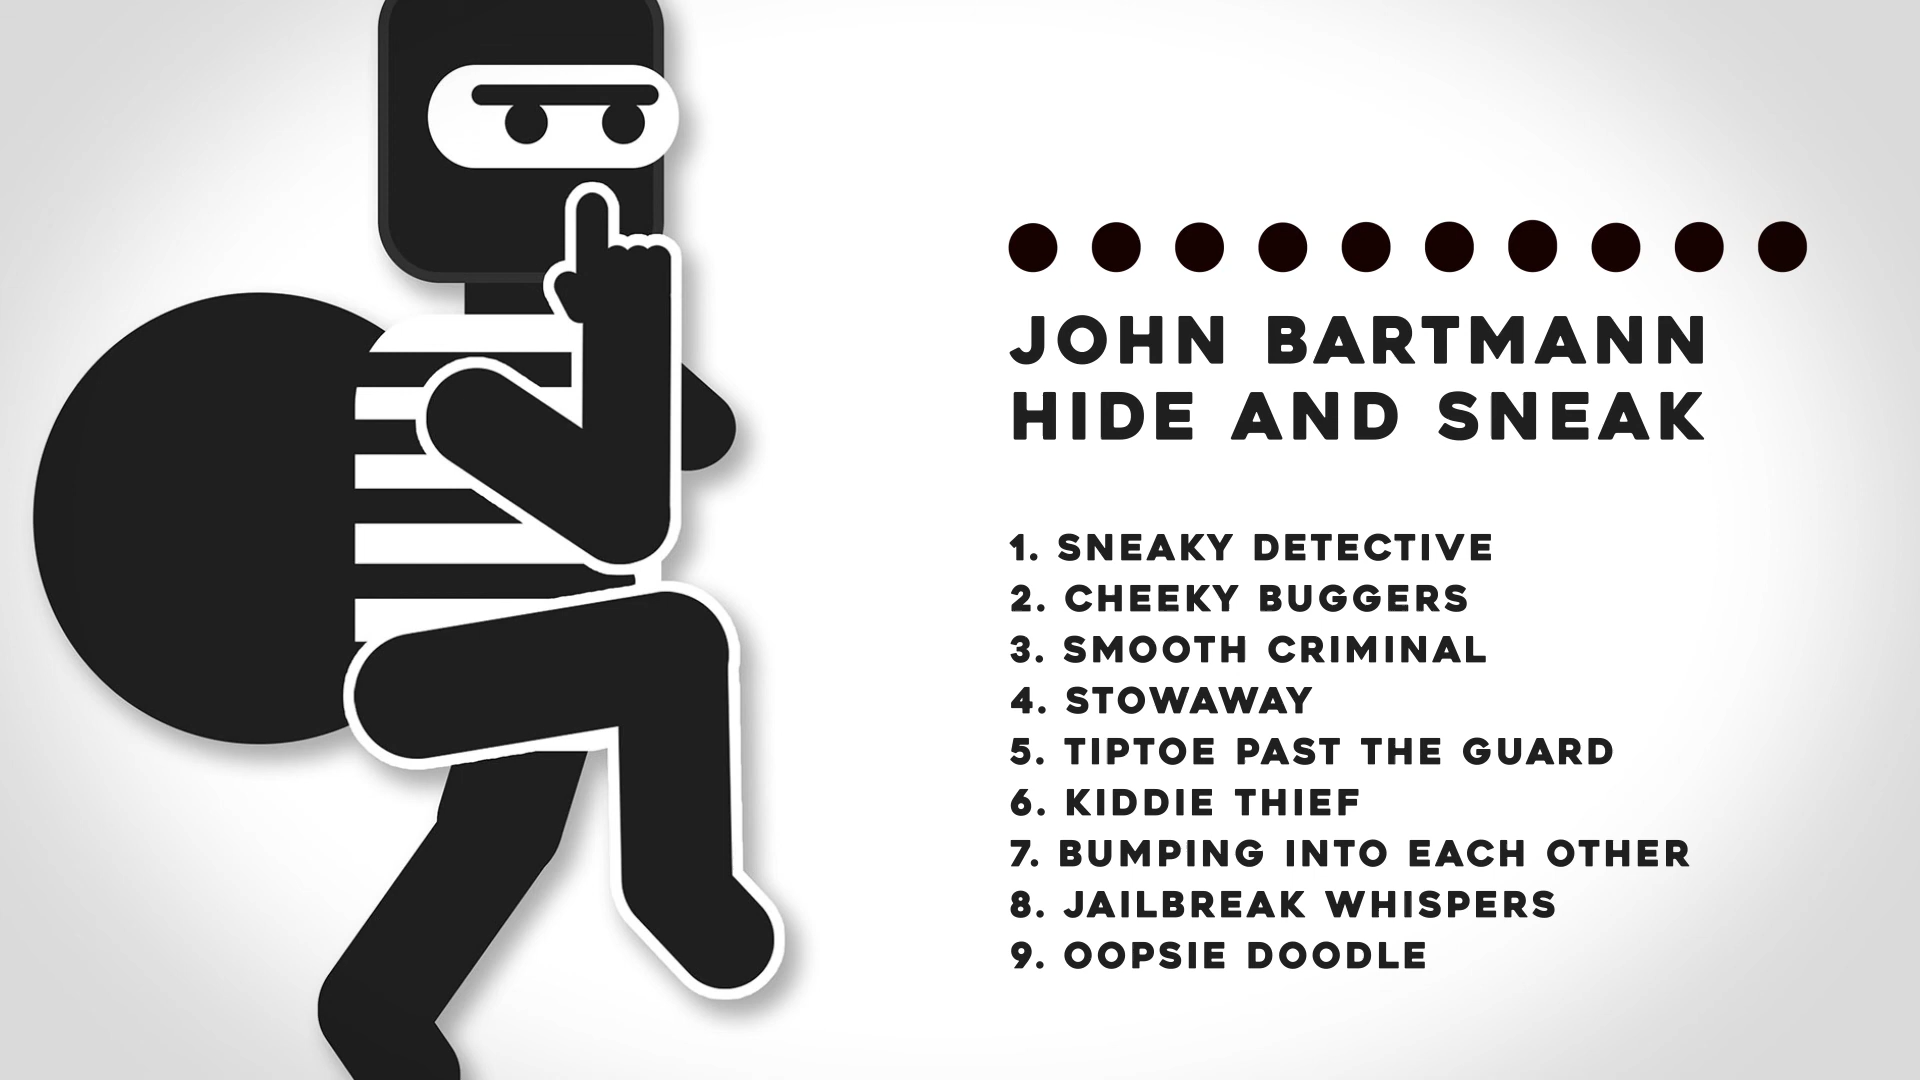 JOHN BARTMANN
HIDE AND SNEAK
1. SNEAKY DETECTIVE
2. CHEEKY BUGGERS
3. SMOOTH CRIMINAL
4. STOWAWAY
5. TIPTOE PAST THE GUARD
6. KIDDIE THIEF
7. BUMPING INTO EACH OTHER
8. JAILBREAK WHISPERS
9. OOPSIE DOODLE